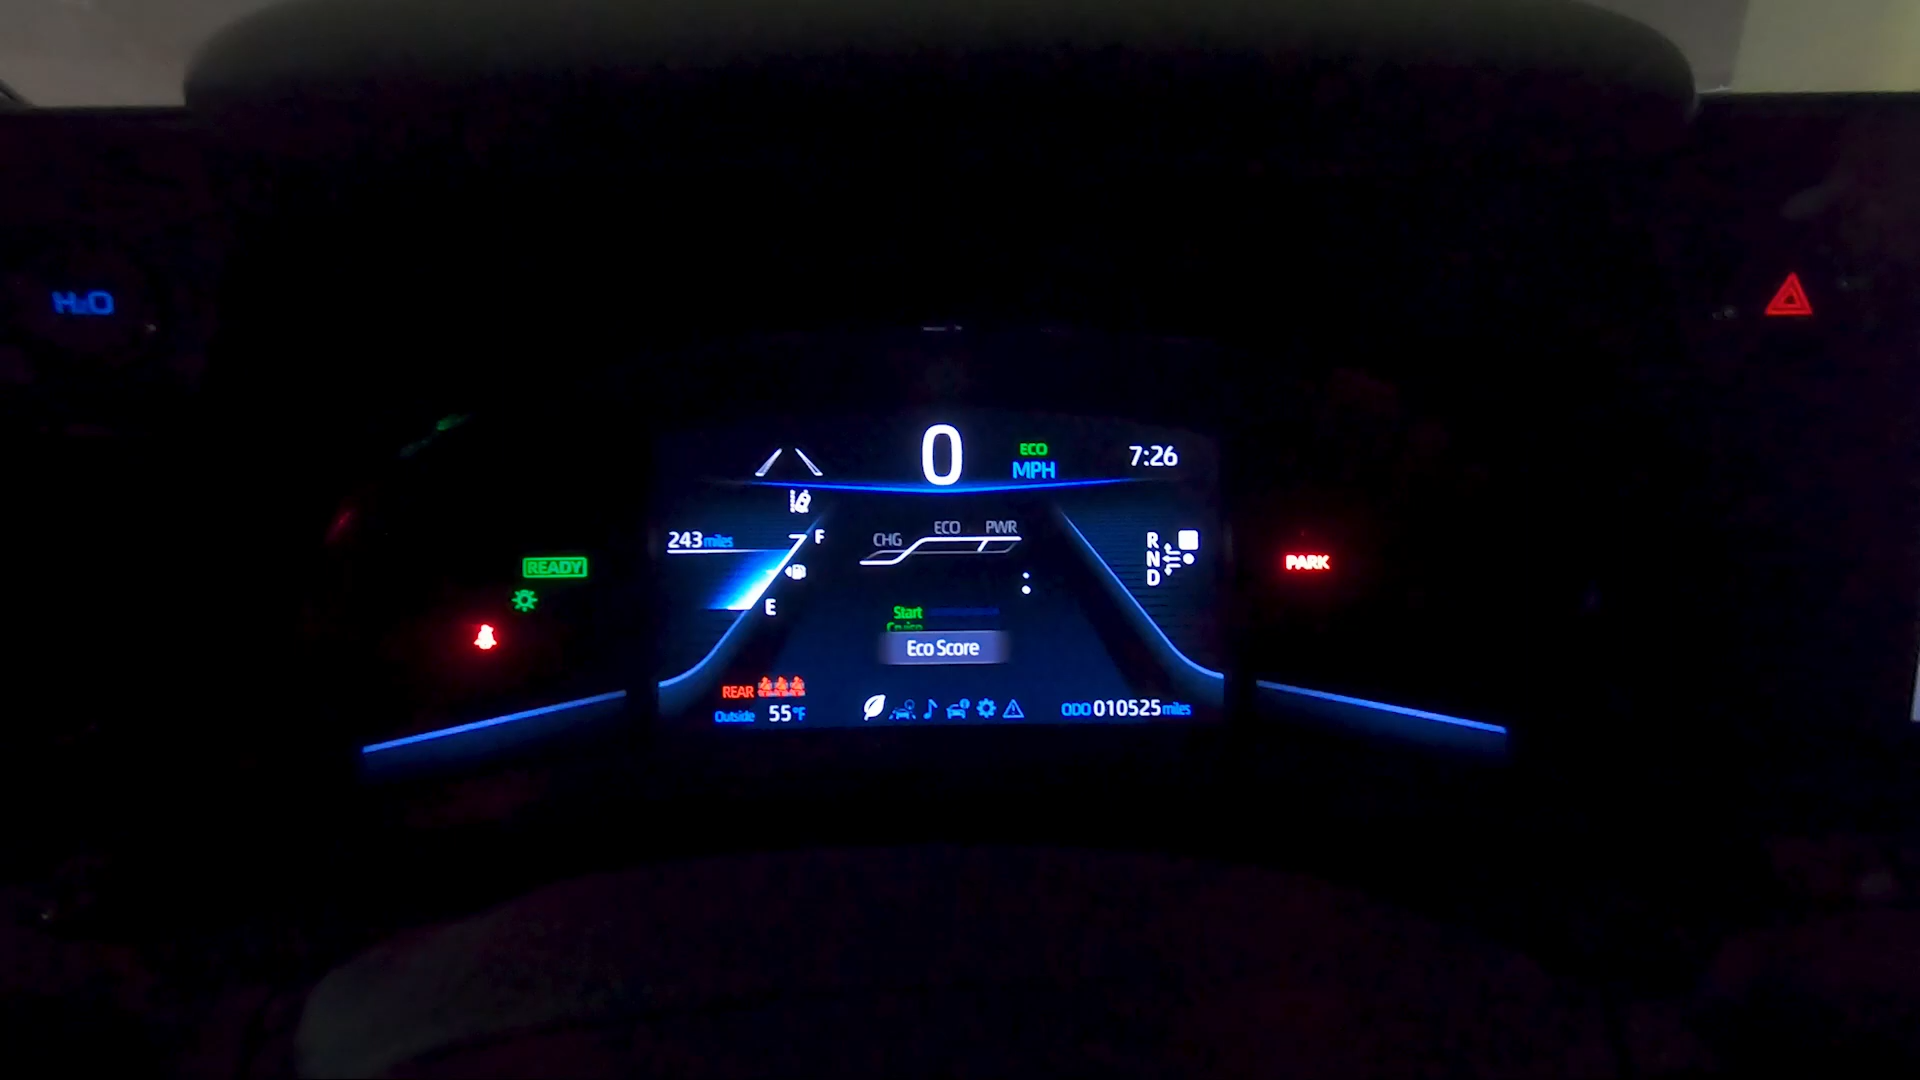 H2O
0
ECO
MPH
7:26
243 miles
F
E
CHG
ECO
PWR
R
N
D
READY
PARK
Start
Cruise
Eco Score
REAR
Outside 55°F
ODO 010525 miles